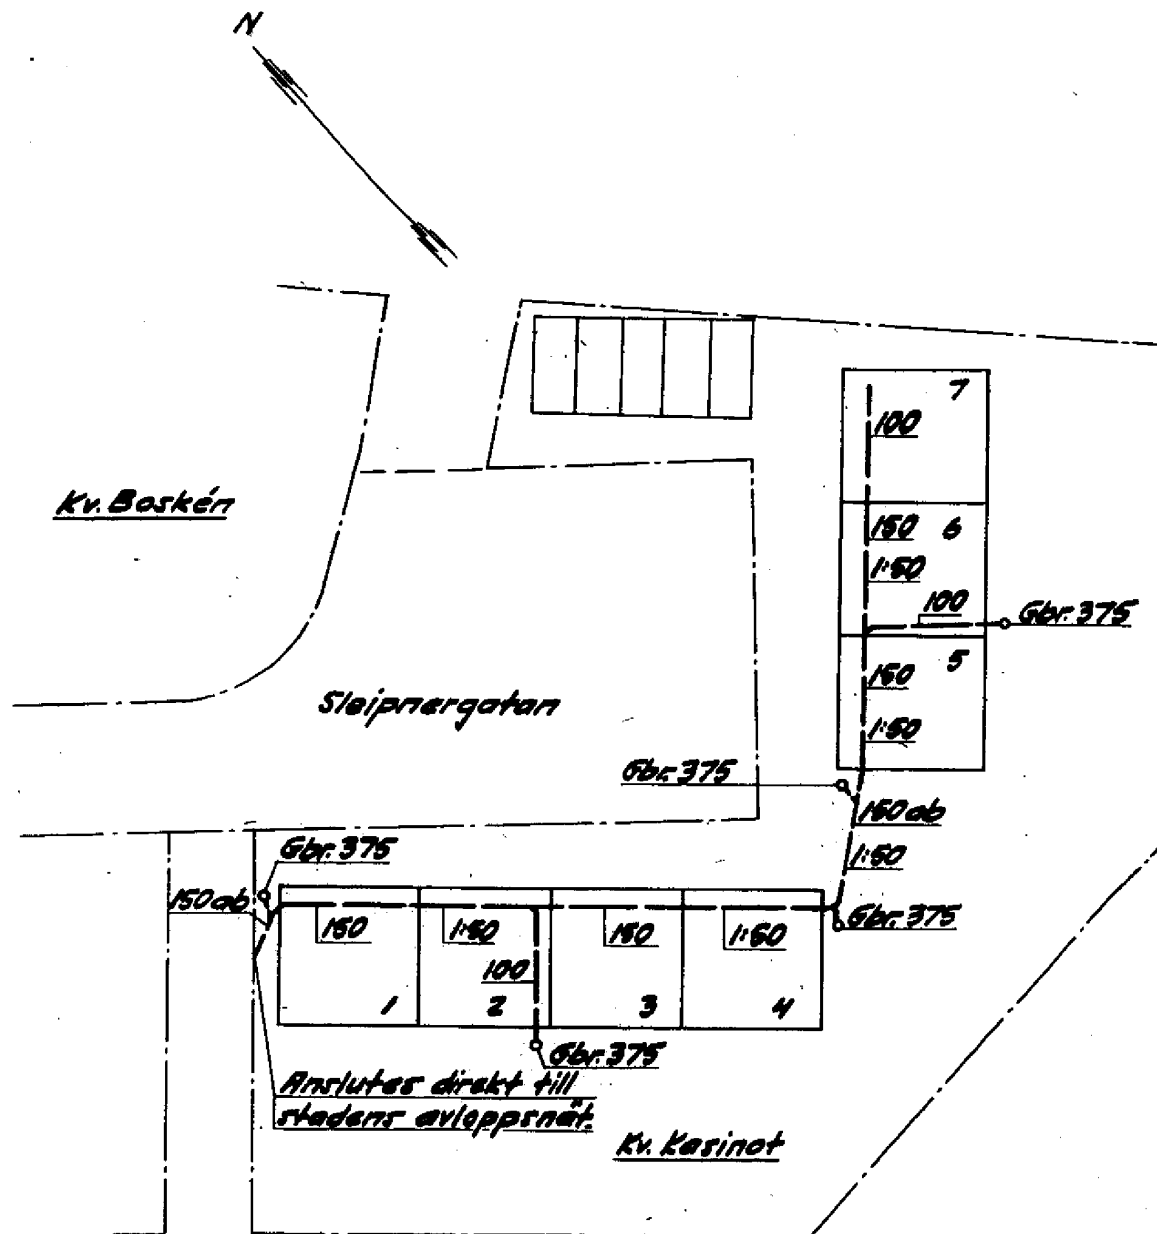 N
7
100
Kv. Boskén
150 6
1:50
100
Gbr. 375
5
150
Sleipnergatan
1:50
Gbr. 375
150 ab
1:50
Gbr. 375
150 ab
Gbr. 375
150
1:50
150
1:50
100
1
2
3
4
Gbr. 375
Anslutes direkt till
stadens avloppsnät.
Kv. Kasinot